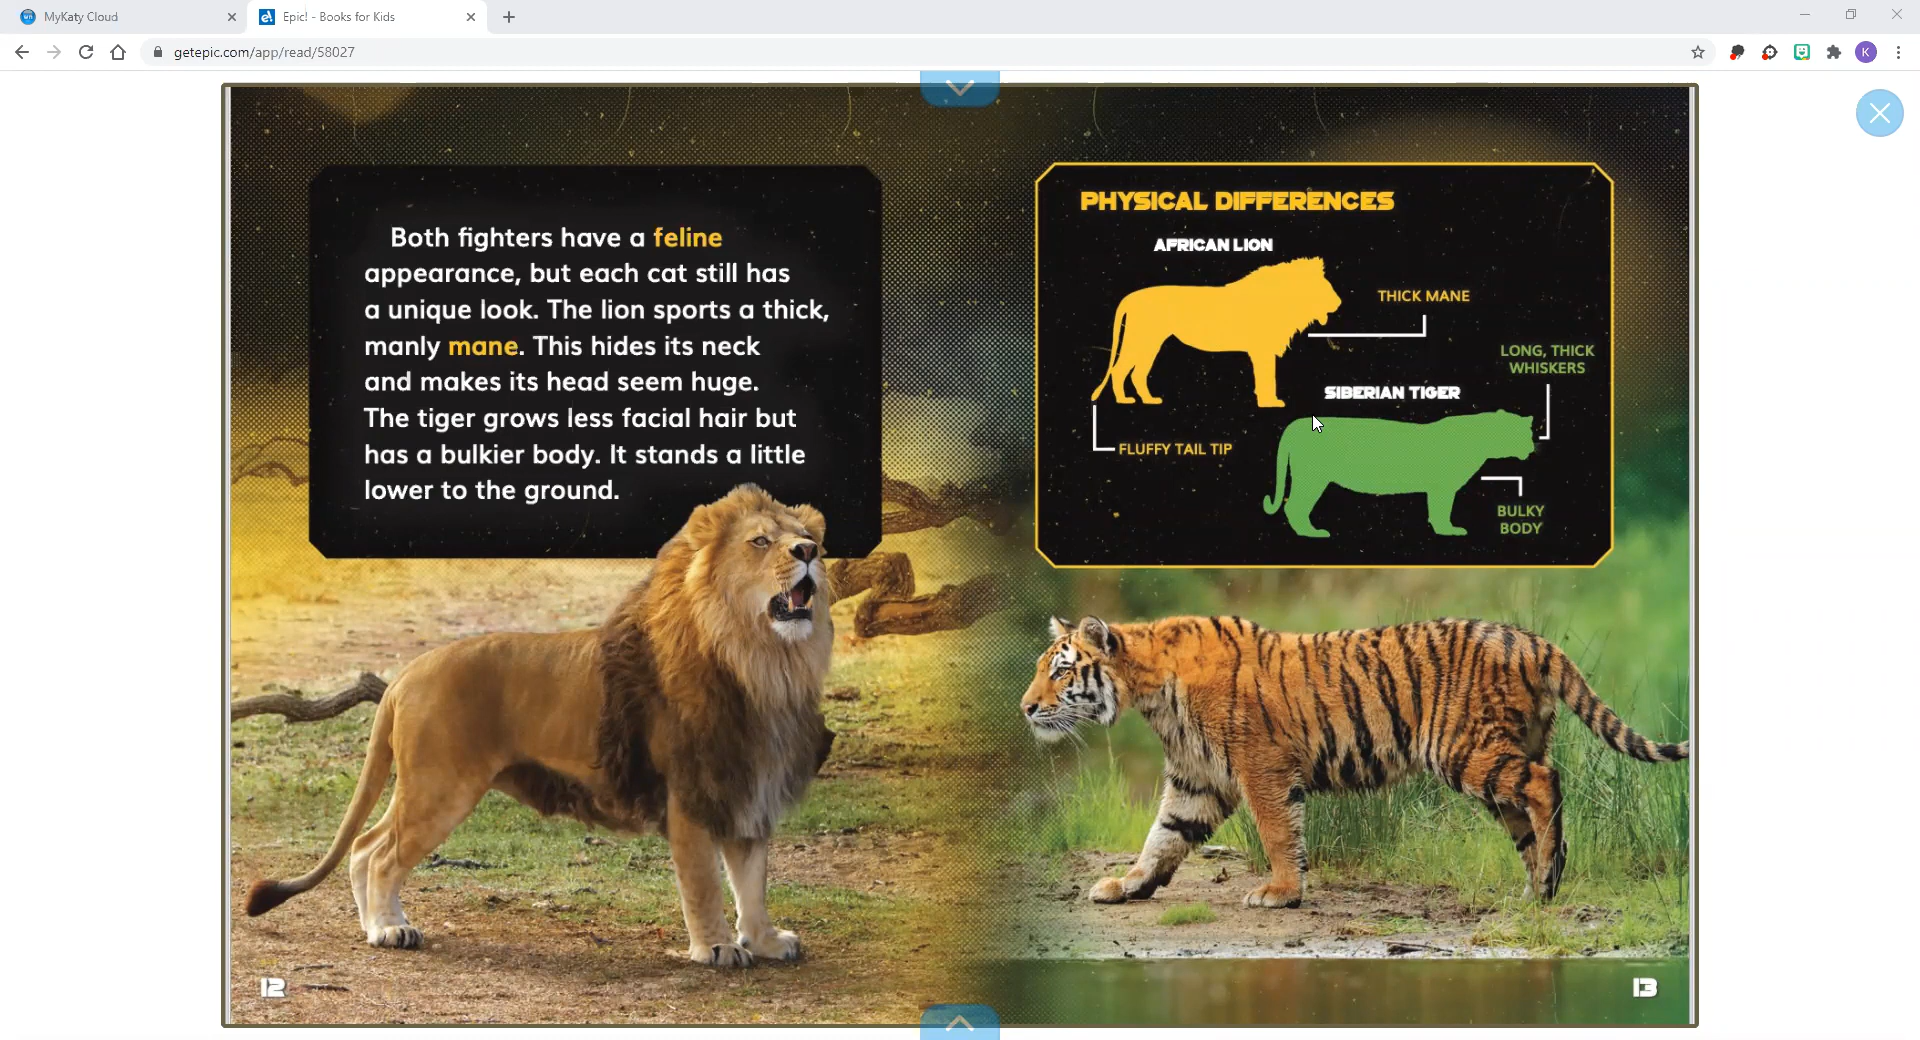 MyKaty Cloud
Epic! - Books for Kids
getepic.com/app/read/58027
K
Both fighters have a feline
appearance, but each cat still has
a unique look. The lion sports a thick,
manly mane. This hides its neck
and makes its head seem huge.
The tiger grows less facial hair but
has a bulkier body. It stands a little
lower to the ground.
12
PHYSICAL DIFFERENCES
AFRICAN LION
THICK MANE
FLUFFY TAIL TIP
SIBERIAN TIGER
LONG, THICK
WHISKERS
BULKY
BODY
13